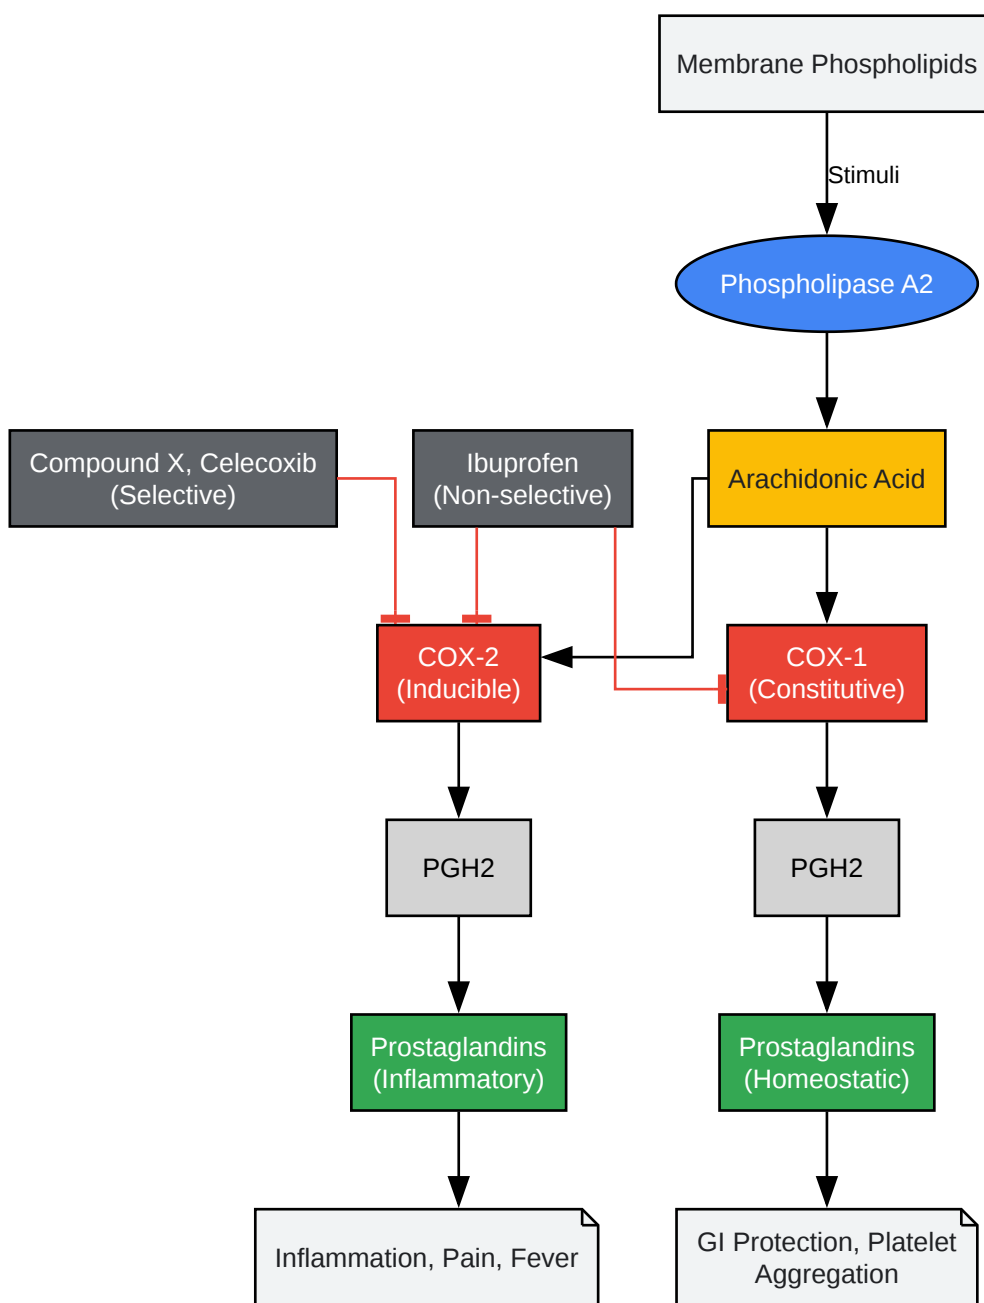 Membrane Phospholipids
Stimuli
Phospholipase A2
Compound X, Celecoxib
(Selective)
Ibuprofen
(Non-selective)
Arachidonic Acid
COX-2
(Inducible)
COX-1
(Constitutive)
PGH2
PGH2
Prostaglandins
(Inflammatory)
Prostaglandins
(Homeostatic)
Inflammation, Pain, Fever
GI Protection, Platelet
Aggregation